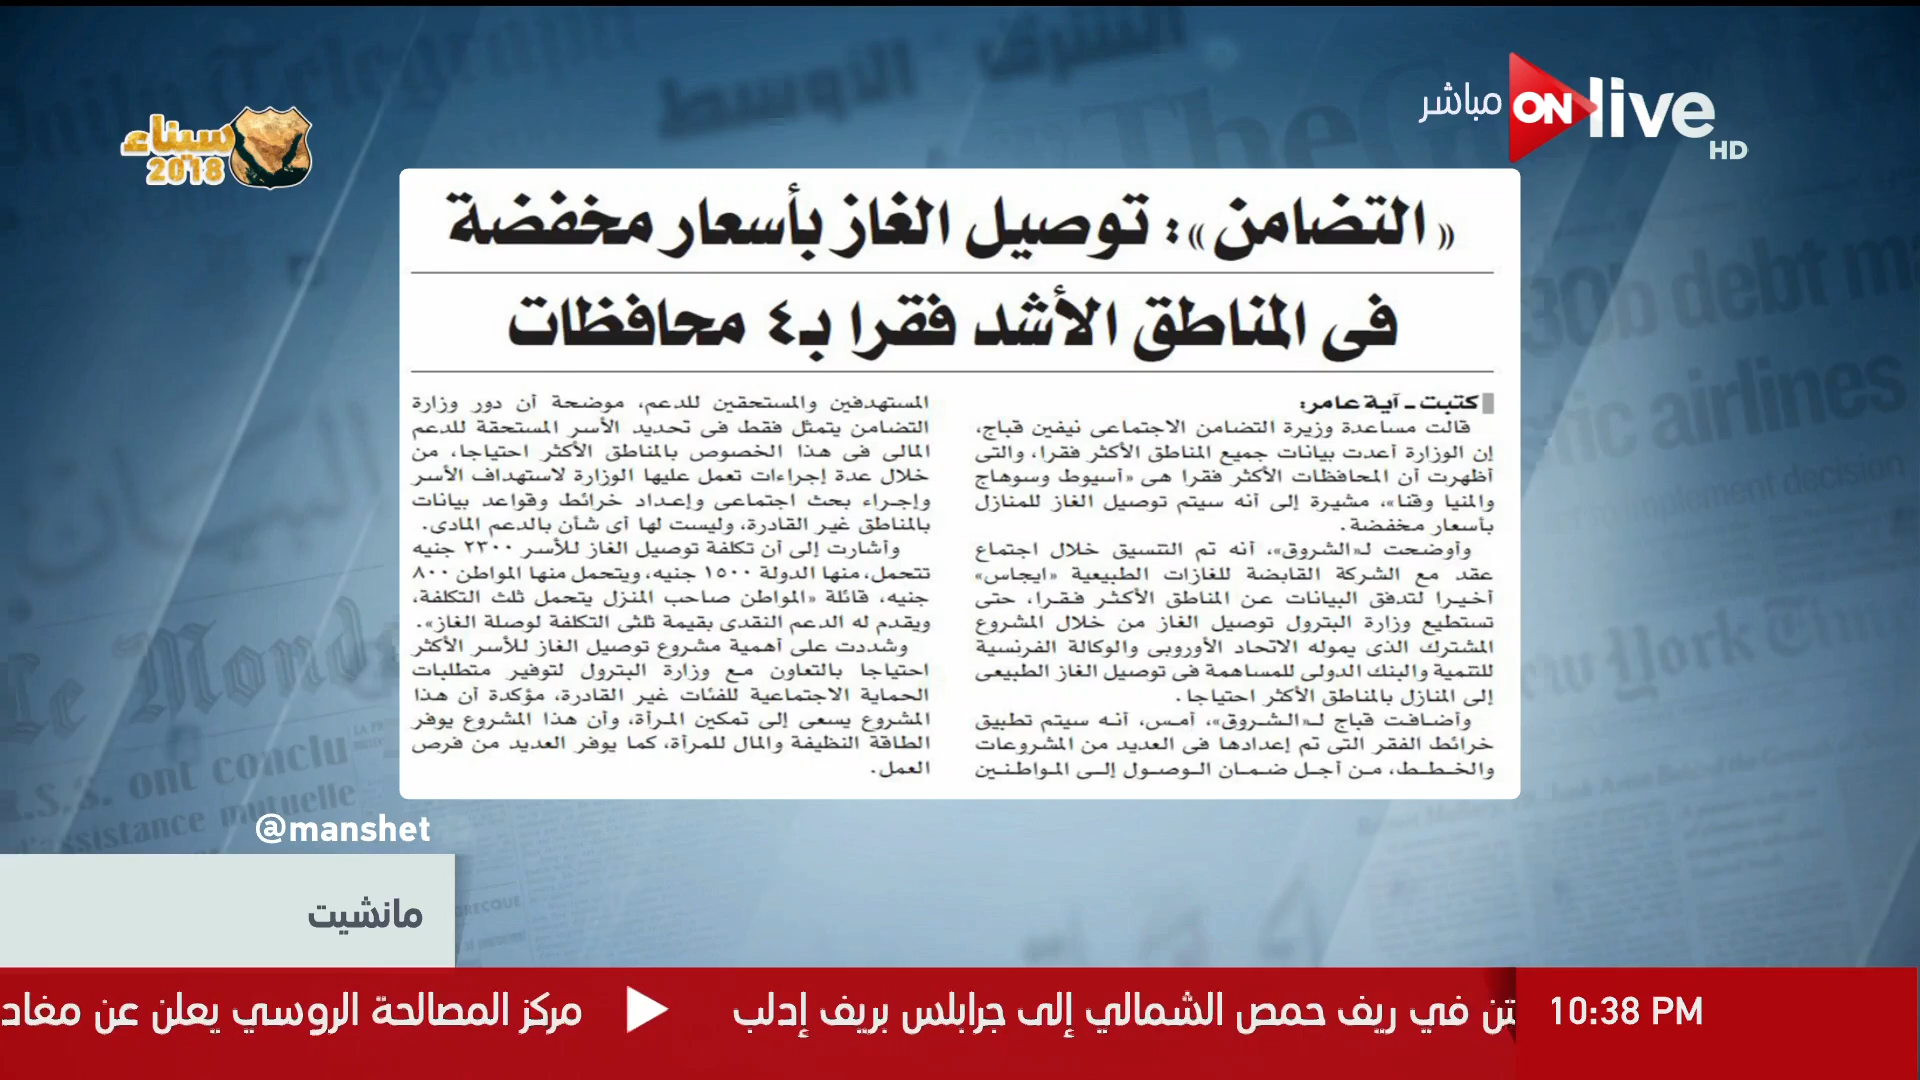 مباشر ON live
HD
سيناء
2018
«التضامن»: توصيل الغاز بأسعار مخفضة
فى المناطق الأشد فقرا بـ٤ محافظات
كتبت ـ آية عامر:
قالت مساعدة وزيرة التضامن الاجتماعى نيفين قباج،
إن الوزارة أعدت بيانات جميع المناطق الأكثر فقرا، والتى
أظهرت أن المحافظات الأكثر فقرا هى «أسيوط وسوهاج
والمنيا وقنا»، مشيرة إلى أنه سيتم توصيل الغاز للمنازل
بأسعار مخفضة.
وأوضحت لـ«الشروق»، أنه تم التنسيق خلال اجتماع
عقد مع الشركة القابضة للغازات الطبيعية «ايجاس»
أخيرا لتدفق البيانات عن المناطق الأكثر فقرا، حتى
تستطيع وزارة البترول توصيل الغاز من خلال المشروع
المشترك الذى يموله الاتحاد الأوروبى والوكالة الفرنسية
للتنمية والبنك الدولى للمساهمة فى توصيل الغاز الطبيعى
إلى المنازل بالمناطق الأكثر احتياجا.
وأضافت قباج لـ«الشروق»، أمس، أنه سيتم تطبيق
خرائط الفقر التى تم إعدادها فى العديد من المشروعات
والخطط، من أجل ضمان الوصول إلى المواطنين
المستهدفين والمستحقين للدعم، موضحة أن دور وزارة
التضامن يتمثل فقط فى تحديد الأسر المستحقة للدعم
المالى فى هذا الخصوص بالمناطق الأكثر احتياجا، من
خلال عدة إجراءات تعمل عليها الوزارة لاستهداف الأسر
وإجراء بحث اجتماعى وإعداد خرائط وقواعد بيانات
بالمناطق غير القادرة، وليست لها أى شأن بالدعم المادى.
وأشارت إلى أن تكلفة توصيل الغاز للأسر ٢٣٠٠ جنيه
تتحمل، منها الدولة ١٥٠٠ جنيه، ويتحمل منها المواطن ٨٠٠
جنيه، قائلة «المواطن صاحب المنزل يتحمل ثلث التكلفة،
ويقدم له الدعم النقدى بقيمة ثلثى التكلفة لوصلة الغاز».
وشددت على أهمية مشروع توصيل الغاز للأسر الأكثر
احتياجا بالتعاون مع وزارة البترول لتوفير متطلبات
الحماية الاجتماعية للفئات غير القادرة، مؤكدة أن هذا
المشروع يسعى إلى تمكين المرأة، وأن هذا المشروع يوفر
الطاقة النظيفة والمال للمرأة، كما يوفر العديد من فرص
العمل.
@manshet
مانشيت
تن في ريف حمص الشمالي إلى جرابلس بريف إدلب
مركز المصالحة الروسي يعلن عن مغاد
10:38 PM